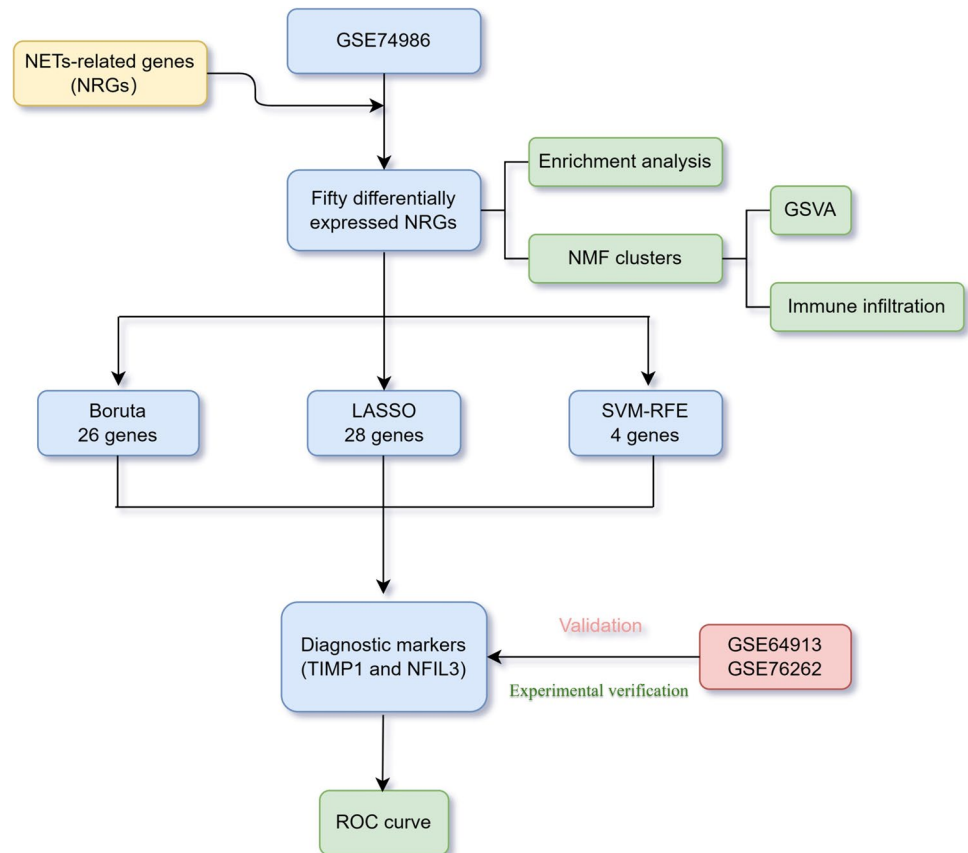 GSE74986
NETs-related genes
(NRGs）
Fifty differentially
expressed NRGs
Enrichment analysis
NMF clusters
GSVA
Immune infiltration
Boruta
26 genes
LASSO
28 genes
SVM-RFE
4 genes
Diagnostic markers
(TIMP1 and NFIL3)
Validation
Experimental verification
GSE64913
GSE76262
ROC curve